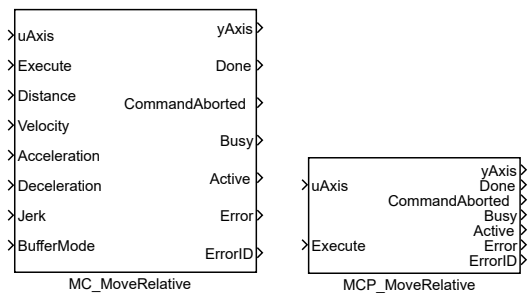 uAxis
Execute
Distance
Velocity
Acceleration
Deceleration
Jerk
BufferMode
yAxis
Done
CommandAborted
Busy
Active
Error
ErrorID
MC_MoveRelative
uAxis
Execute
yAxis
Done
CommandAborted
Busy
Active
Error
ErrorID
MCP_MoveRelative